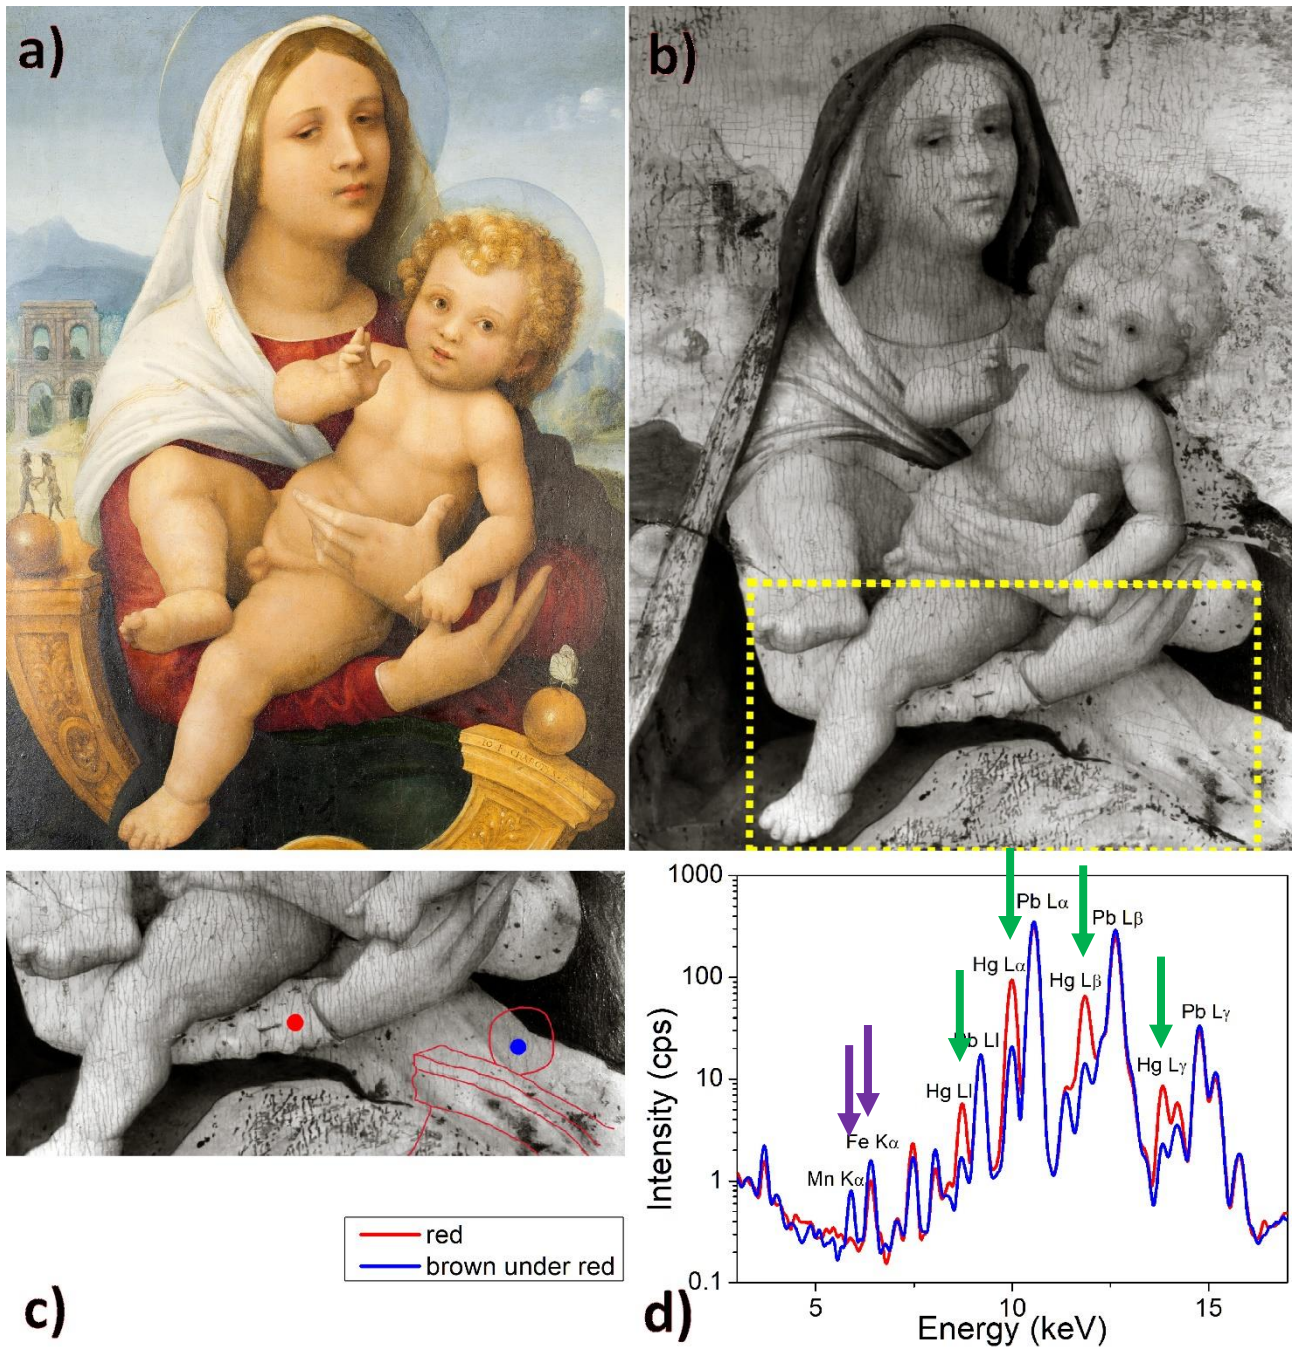 a)
b)
1000
100
10
1
0.1
Intensity (cps)
Pb Lα
Pb Lβ
Hg Lα
Hg Lβ
Pb Lγ
Pb Ll
Hg Lγ
Hg Ll
Fe Kα
Mn Kα
5
10
15
Energy (keV)
red
brown under red
c)
d)